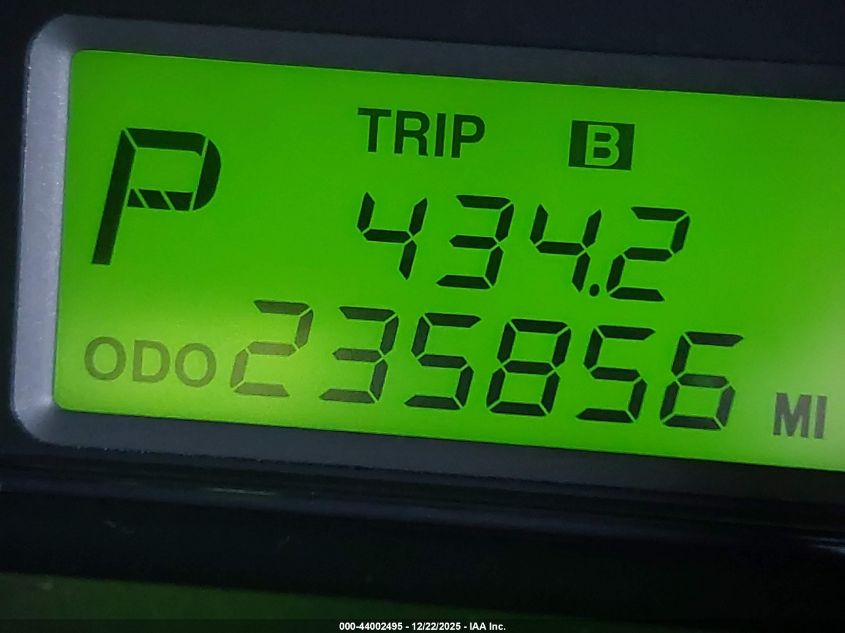 TRIP B
P 434.2
ODO 235856 MI
000-44002495 - 12/22/2025 - IAA Inc.